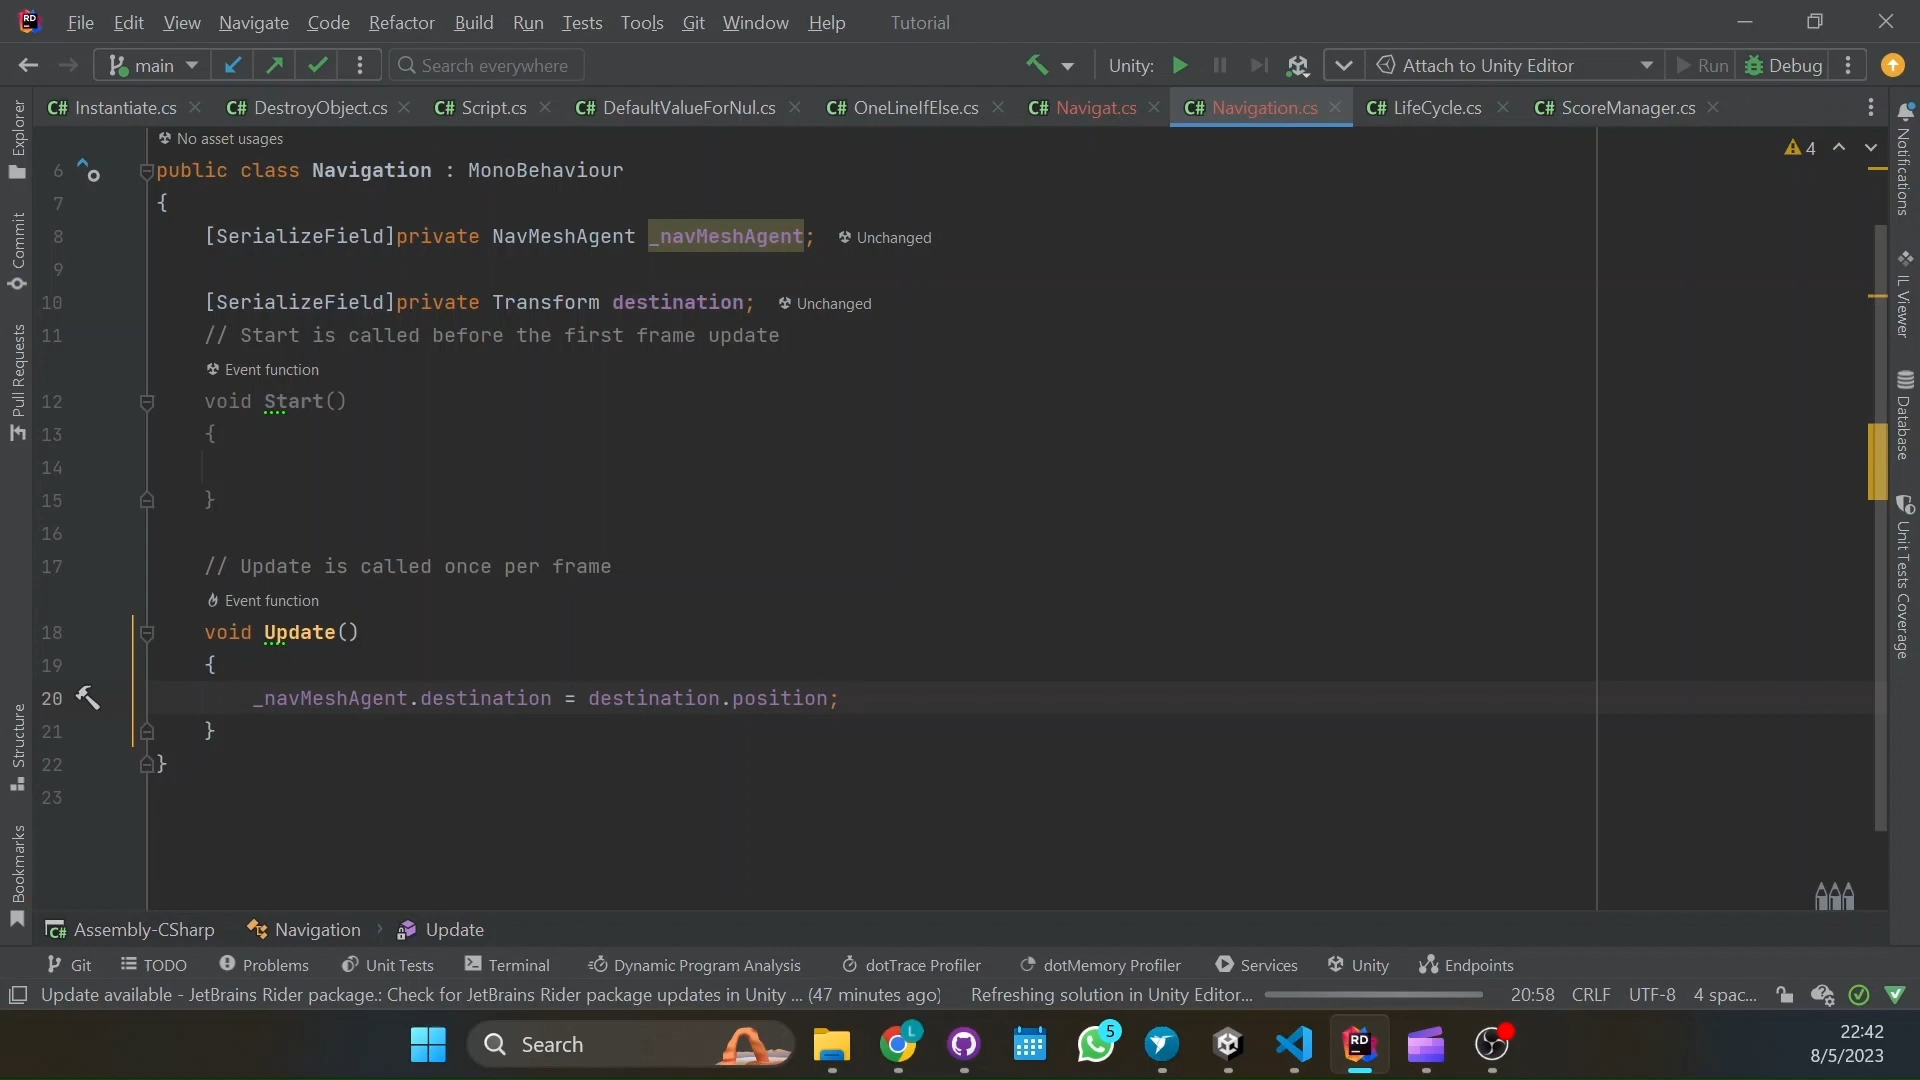 File Edit View Navigate Code Refactor Build Run Tests Tools Git Window Help Tutorial
main Search everywhere Unity: Attach to Unity Editor Run Debug
C# Instantiate.cs C# DestroyObject.cs C# Script.cs C# DefaultValueForNul.cs C# OneLineIfElse.cs C# Navigat.cs C# Navigation.cs C# LifeCycle.cs C# ScoreManager.cs
No asset usages
4
6 public class Navigation : MonoBehaviour
7 {
8 [SerializeField]private NavMeshAgent _navMeshAgent; Unchanged
9
10 [SerializeField]private Transform destination; Unchanged
11 // Start is called before the first frame update
Event function
12 void Start()
13 {
14
15 }
16
17 // Update is called once per frame
Event function
18 void Update()
19 {
20 _navMeshAgent.destination = destination.position;
21 }
22 }
23
Explorer
Commit
Pull Requests
Structure
Bookmarks
Notifications
IL Viewer
Database
Unit Tests Coverage
C# Assembly-CSharp Navigation Update
Git TODO Problems Unit Tests Terminal Dynamic Program Analysis dotTrace Profiler dotMemory Profiler Services Unity Endpoints
Update available - JetBrains Rider package.: Check for JetBrains Rider package updates in Unity ... (47 minutes ago) Refreshing solution in Unity Editor... 20:58 CRLF UTF-8 4 spac...
Search L 5 RD
22:42
8/5/2023